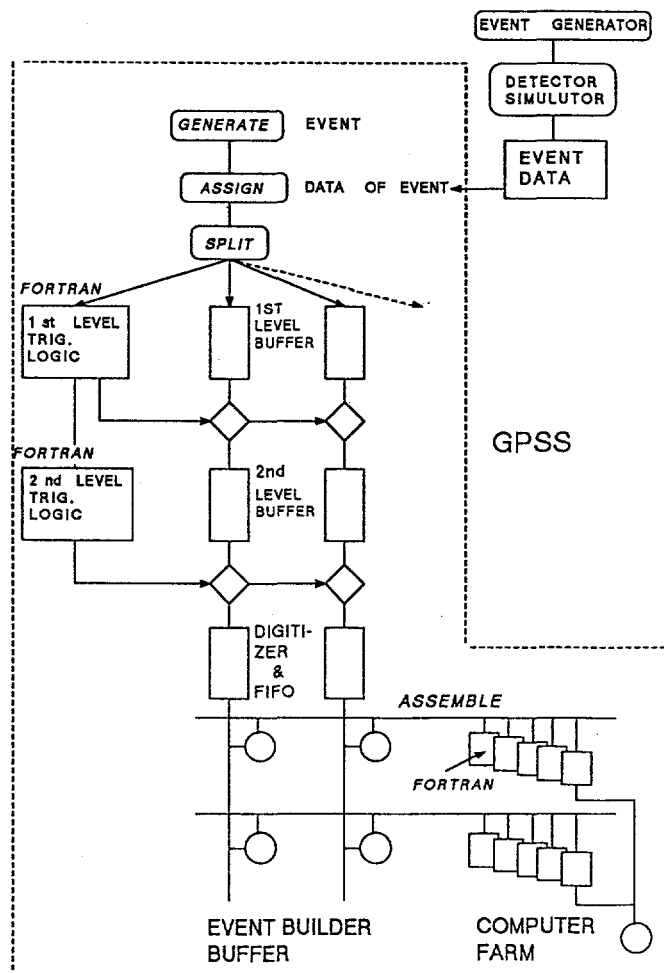 EVENT GENERATOR
DETECTOR
SIMULUTOR
EVENT
DATA
GENERATE EVENT
ASSIGN DATA OF EVENT
SPLIT
FORTRAN
1 st LEVEL
TRIG.
LOGIC
1ST
LEVEL
BUFFER
GPSS
FORTRAN
2 nd LEVEL
TRIG.
LOGIC
2nd
LEVEL
BUFFER
DIGITI-
ZER
&
FIFO
ASSEMBLE
FORTRAN
EVENT BUILDER
BUFFER
COMPUTER
FARM